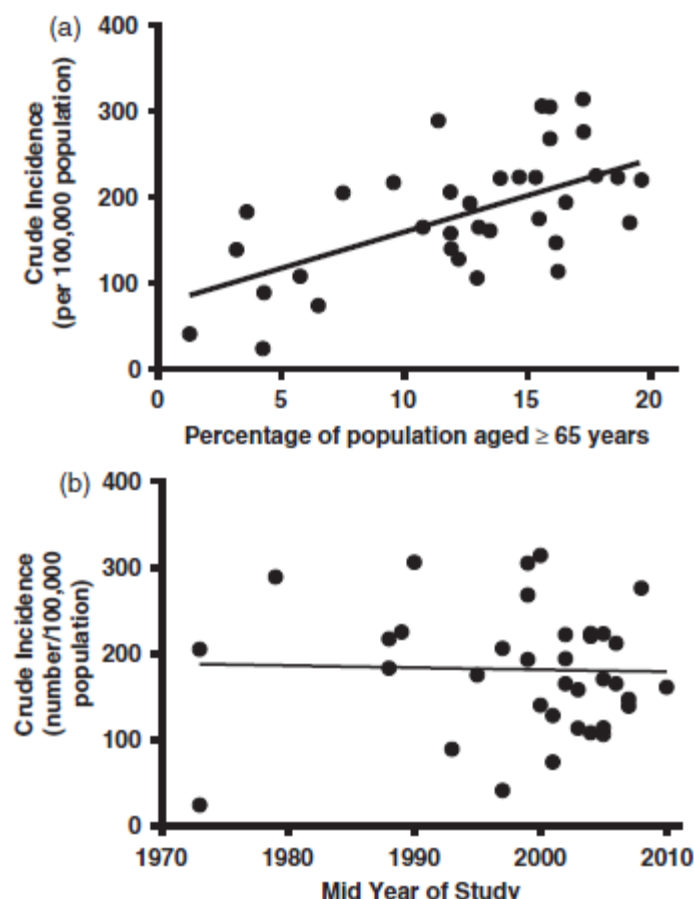 (a)
400
300
200
100
0
Crude Incidence
(per 100,000 population)
0 5 10 15 20
Percentage of population aged ≥ 65 years
(b)
400
300
200
100
0
Crude Incidence
(number/100,000
population)
1970 1980 1990 2000 2010
Mid Year of Study